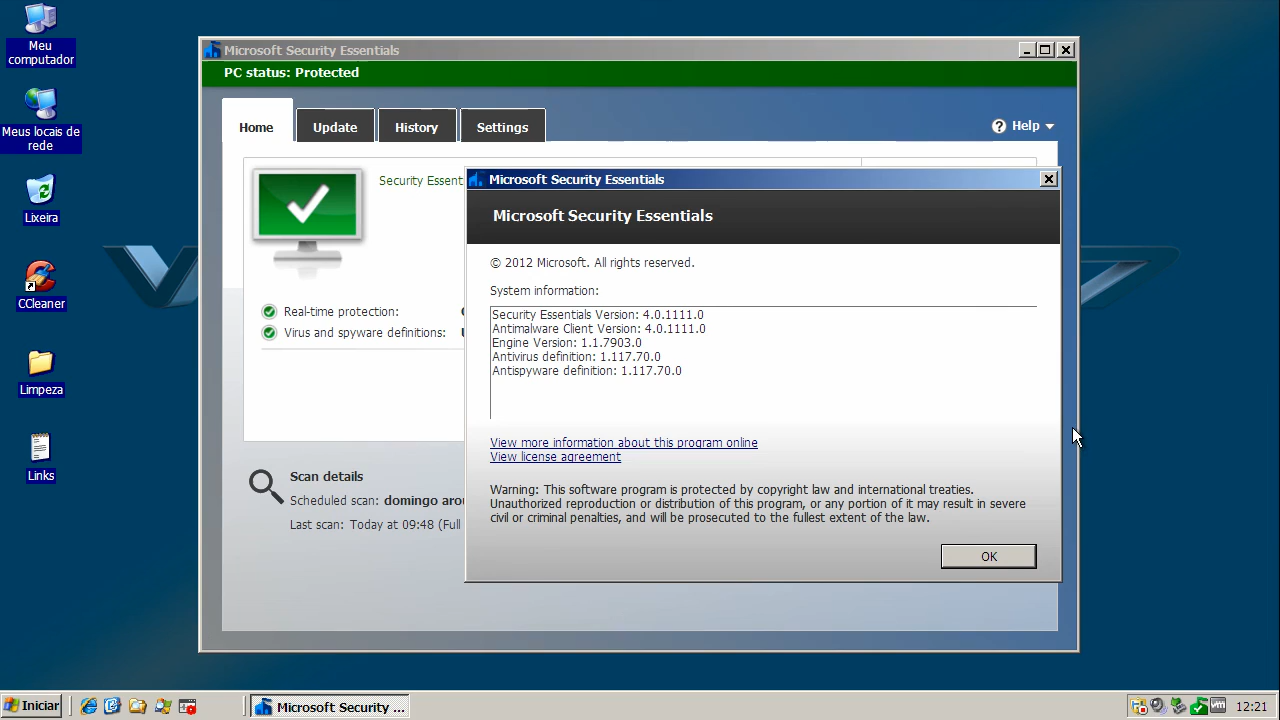 Meu computador
Meus locais de rede
Lixeira
CCleaner
Limpeza
Links
Microsoft Security Essentials
PC status: Protected
Home
Update
History
Settings
? Help
Security Essent
Real-time protection:
Virus and spyware definitions:
Scan details
Scheduled scan: domingo arou
Last scan: Today at 09:48 (Full
Microsoft Security Essentials
Microsoft Security Essentials
© 2012 Microsoft. All rights reserved.
System information:
Security Essentials Version: 4.0.1111.0
Antimalware Client Version: 4.0.1111.0
Engine Version: 1.1.7903.0
Antivirus definition: 1.117.70.0
Antispyware definition: 1.117.70.0
View more information about this program online
View license agreement
Warning: This software program is protected by copyright law and international treaties.
Unauthorized reproduction or distribution of this program, or any portion of it may result in severe
civil or criminal penalties, and will be prosecuted to the fullest extent of the law.
OK
Iniciar
Microsoft Security ...
vm
12:21